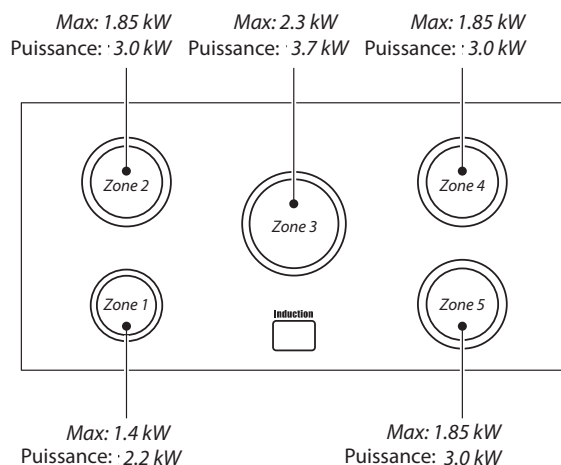 Max: 1.85 kW
Puissance: 3.0 kW
Max: 2.3 kW
Puissance: 3.7 kW
Max: 1.85 kW
Puissance: 3.0 kW
Zone 2
Zone 3
Zone 4
Zone 1
Induction
Zone 5
Max: 1.4 kW
Puissance: 2.2 kW
Max: 1.85 kW
Puissance: 3.0 kW